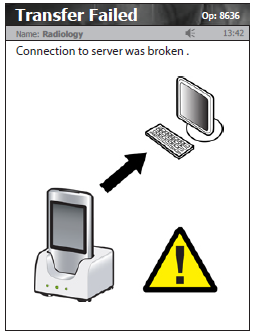 Transfer Failed Op: 8636
Name: Radiology 13:42
Connection to server was broken .